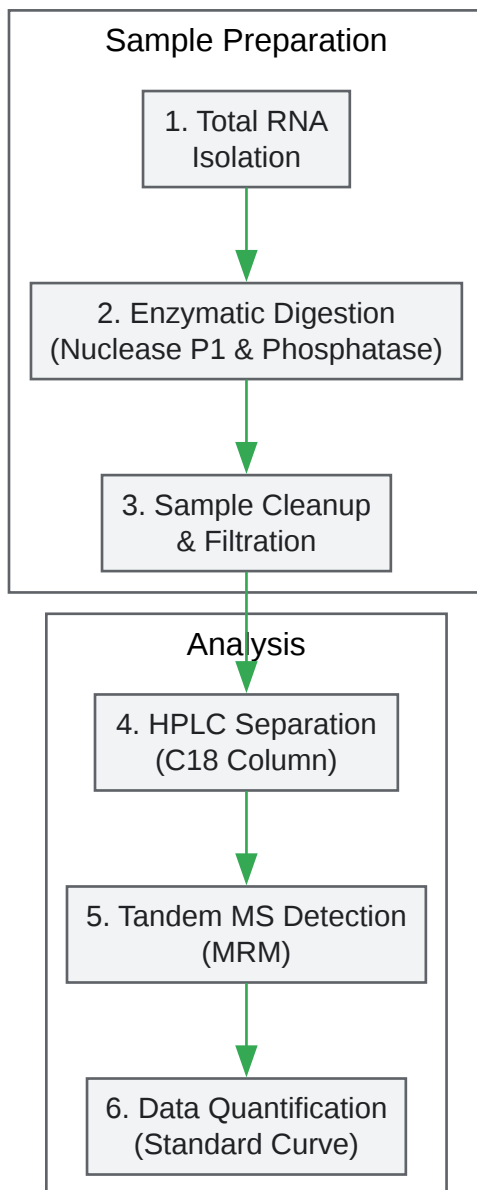 Sample Preparation
1. Total RNA
Isolation
2. Enzymatic Digestion
(Nuclease P1 & Phosphatase)
3. Sample Cleanup
& Filtration
Analysis
4. HPLC Separation
(C18 Column)
5. Tandem MS Detection
(MRM)
6. Data Quantification
(Standard Curve)